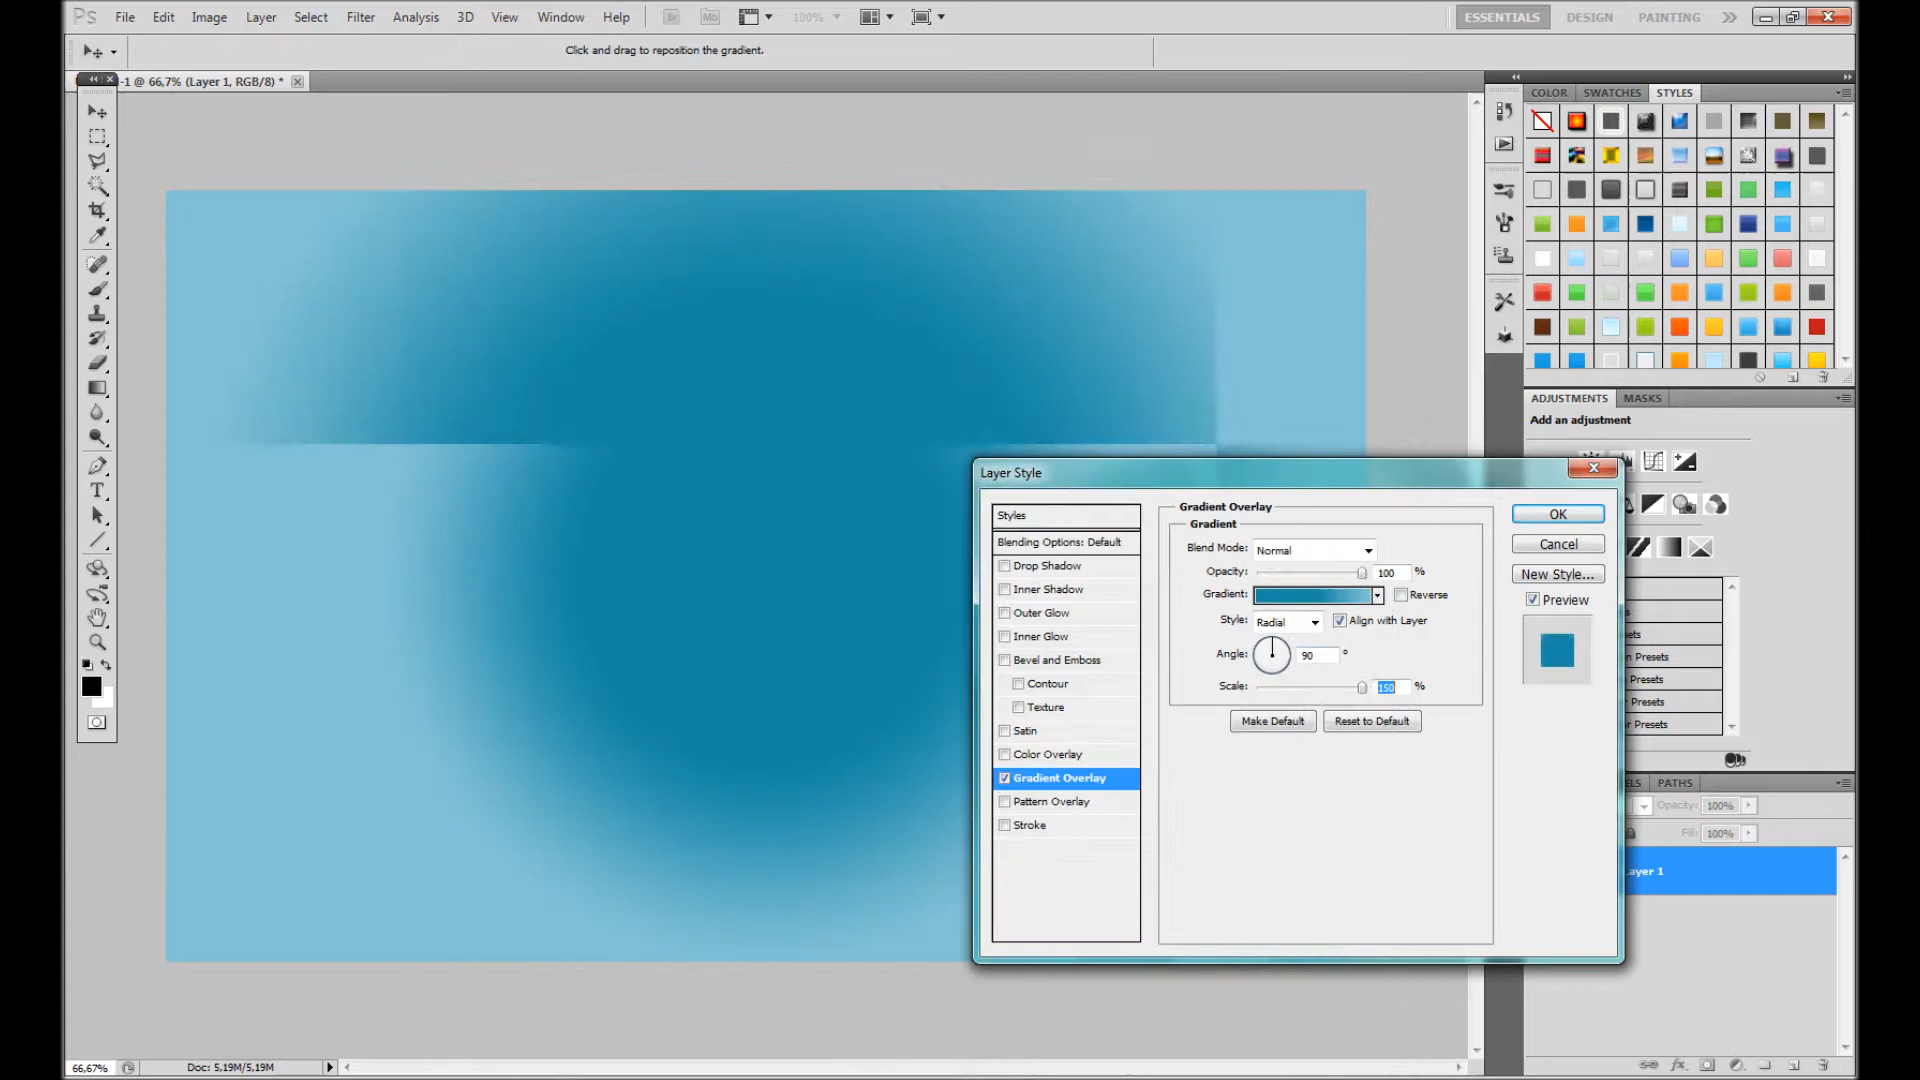 Ps File Edit Image Layer Select Filter Analysis 3D View Window Help Br Mb 100% ESSENTIALS DESIGN PAINTING
Click and drag to reposition the gradient.
-1 @ 66,7% (Layer 1, RGB/8) *
COLOR SWATCHES STYLES
ADJUSTMENTS MASKS
Add an adjustment
Layer Style
Styles
Blending Options: Default
Drop Shadow
Inner Shadow
Outer Glow
Inner Glow
Bevel and Emboss
Contour
Texture
Satin
Color Overlay
Gradient Overlay
Pattern Overlay
Stroke
Gradient Overlay
Gradient
Blend Mode: Normal
Opacity: 100 %
Gradient: Reverse
Style: Radial Align with Layer
Angle: 90 °
Scale: 150 %
Make Default Reset to Default
OK
Cancel
New Style...
Preview
sets
n Presets
e Presets
r Presets
r Presets
ELS PATHS
Opacity: 100%
Fill: 100%
ayer 1
66,67% Doc: 5,19M/5,19M